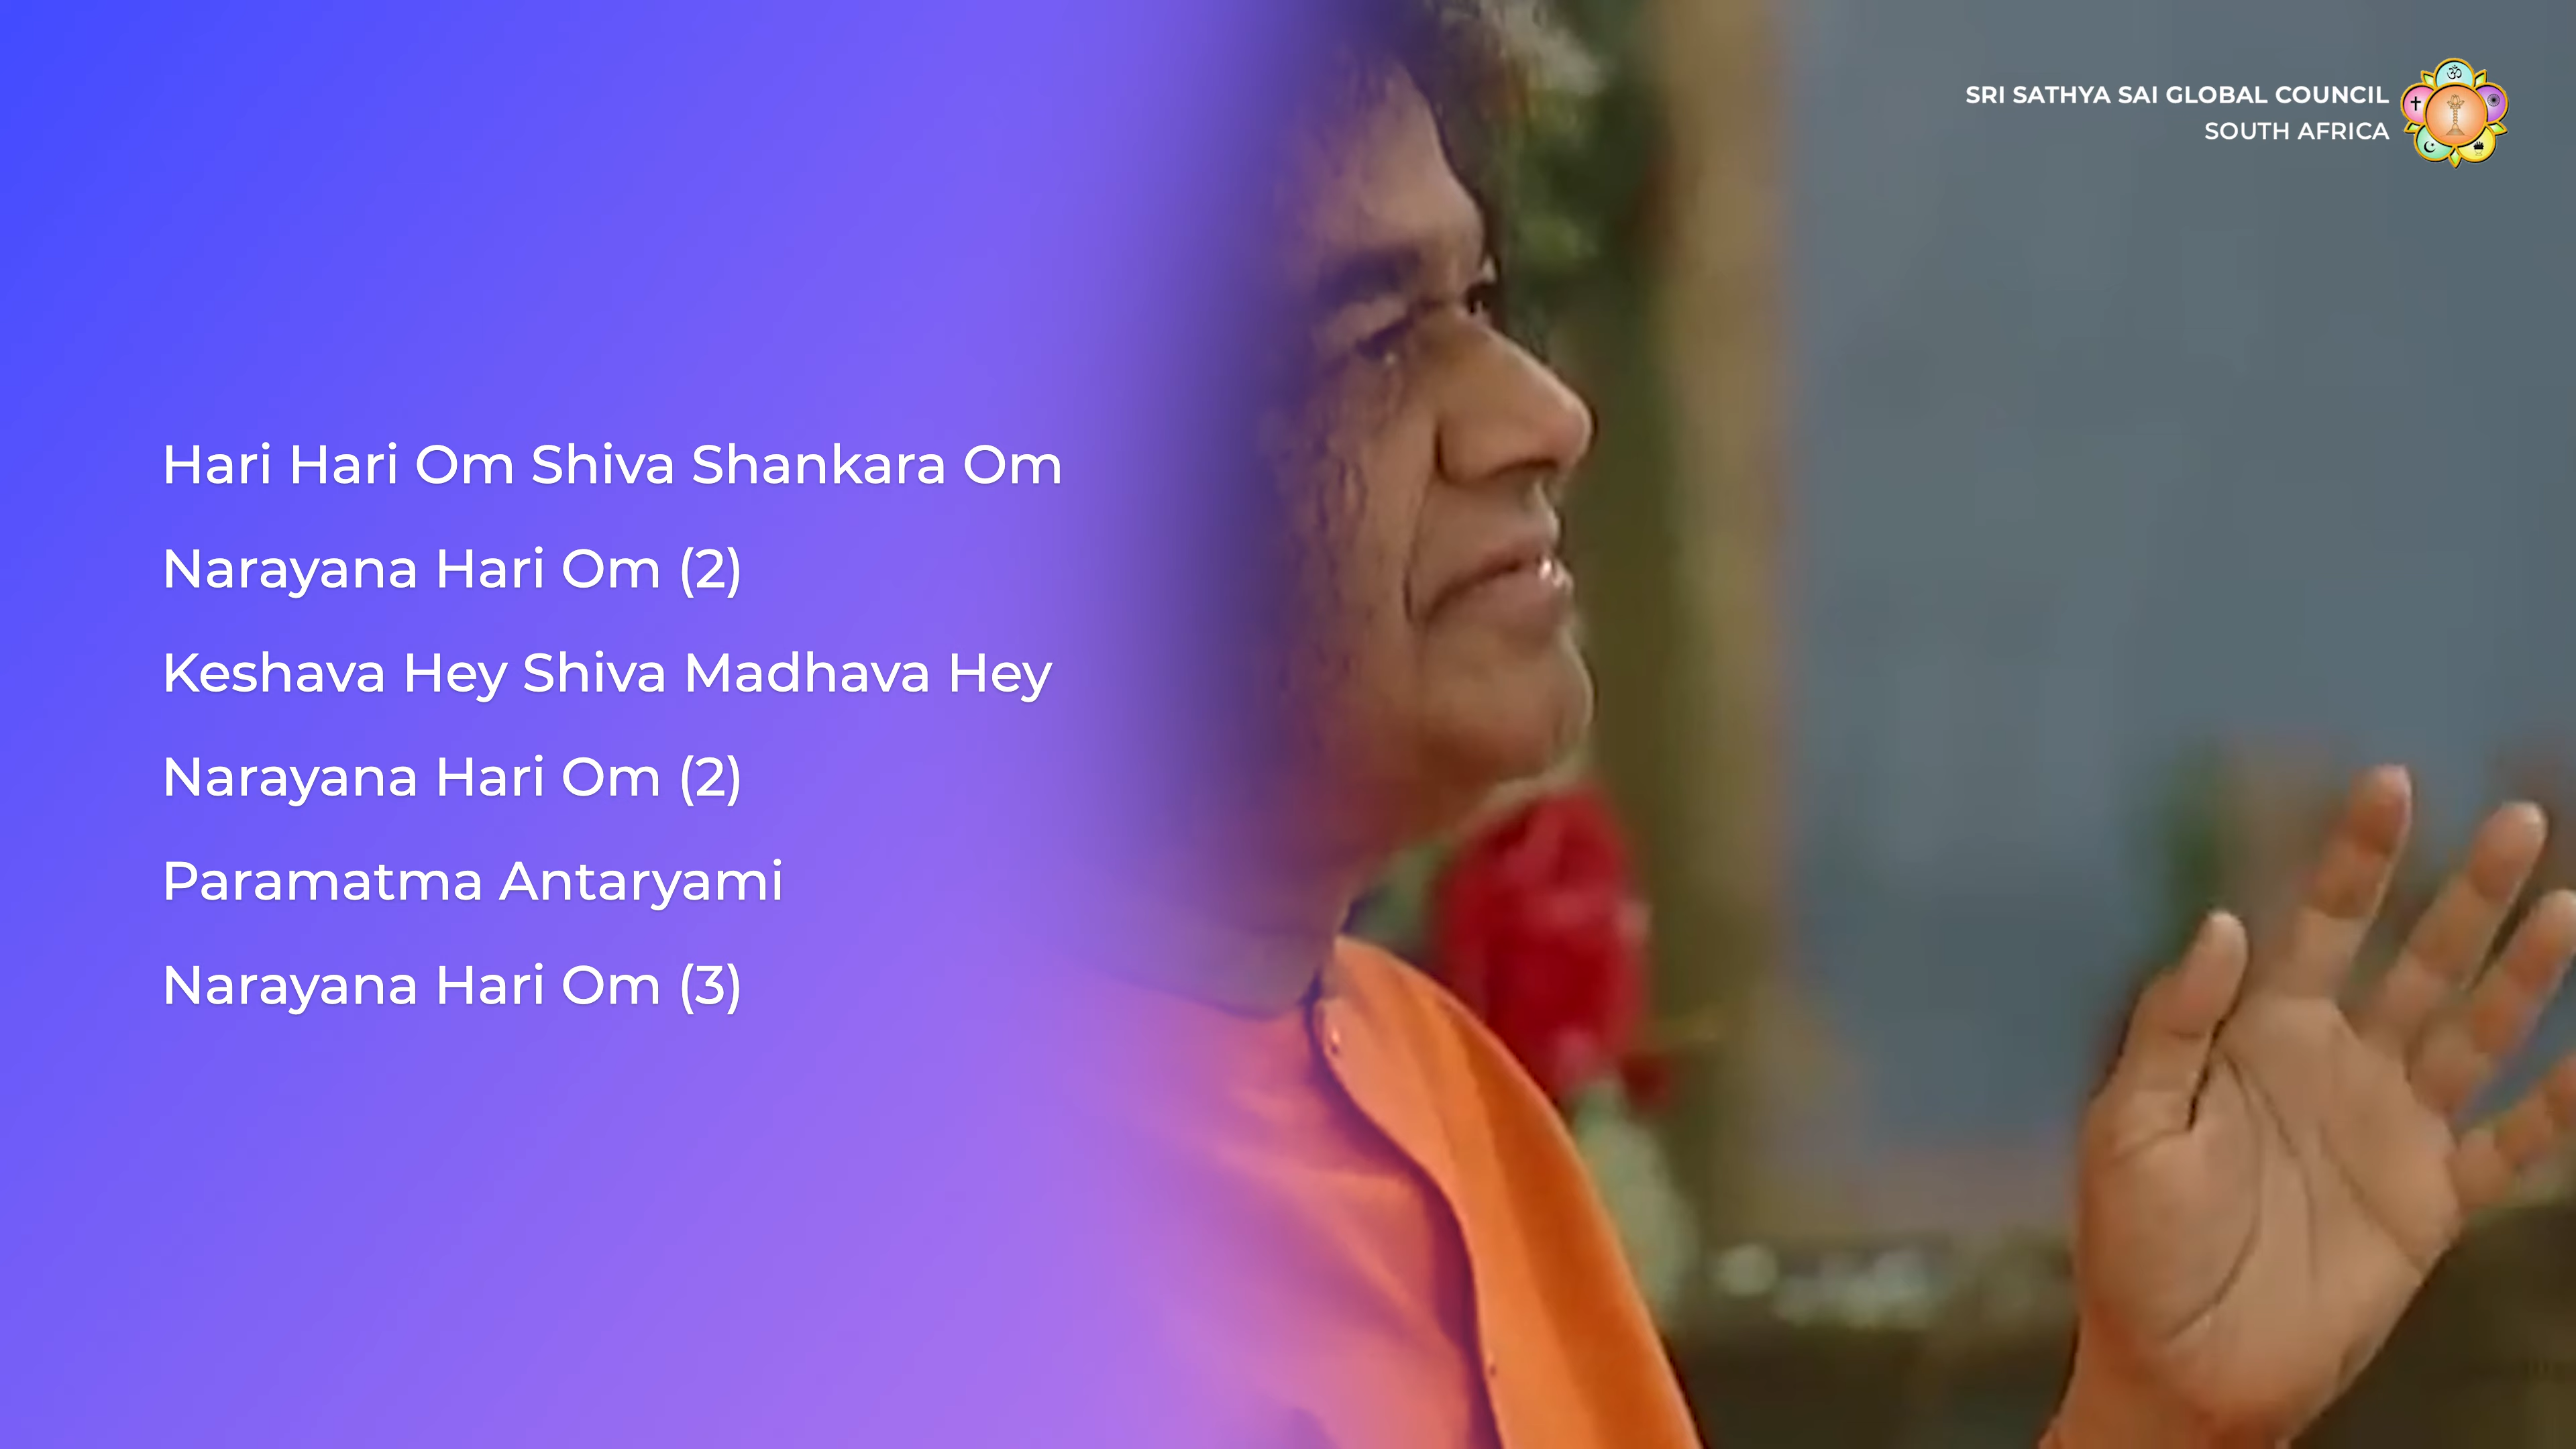 SRI SATHYA SAI GLOBAL COUNCIL
SOUTH AFRICA
Hari Hari Om Shiva Shankara Om
Narayana Hari Om (2)
Keshava Hey Shiva Madhava Hey
Narayana Hari Om (2)
Paramatma Antaryami
Narayana Hari Om (3)